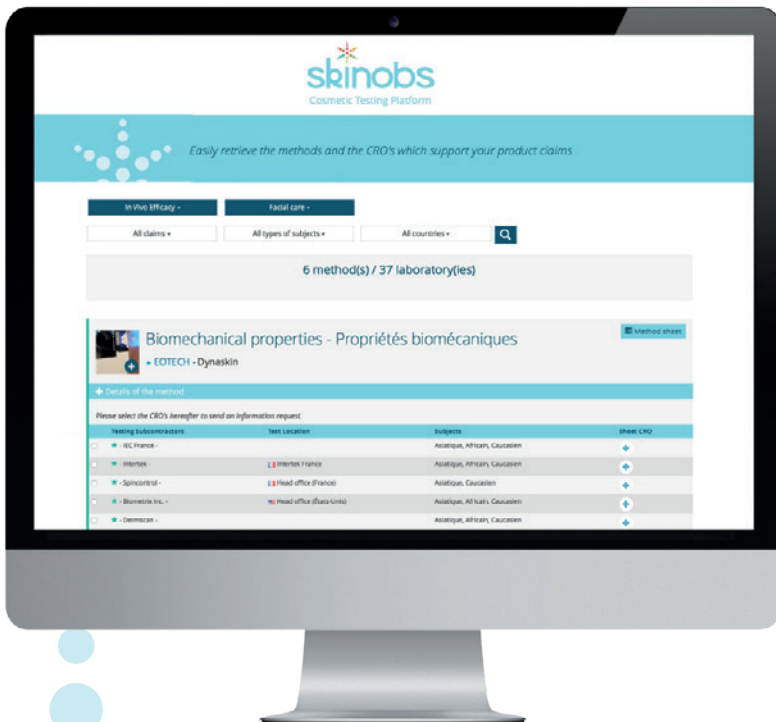 skinobs
Cosmetic Testing Platform
Easily retrieve the methods and the CRO's which support your product claims
In Vivo Efficacy - Facial care -
All claims All types of subjects All countries
6 method(s) / 37 laboratory(ies)
Biomechanical properties - Propriétés biomécaniques Method sheet
EOTECH - Dynaskin
+ Details of the method
Please select the CRO's hereafter to send an information request.
Testing Subcontractors Test Location Subjects Sheet CRO
- IEC France - Asiatique, Africain, Caucasien
- Intertek - Intertek France Asiatique, Africain, Caucasien
- Spincontrol - Head office (France) Asiatique, Caucasien
- Biometrix Inc. - Head office (États-Unis) Asiatique, Africain, Caucasien
- Dermscan - Asiatique, Africain, Caucasien